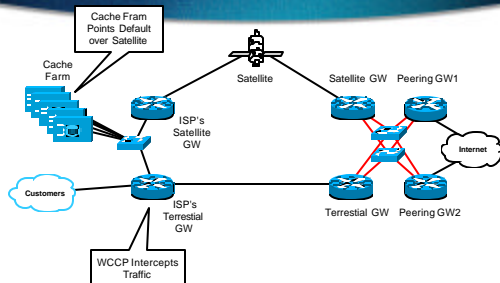 Cache Fram
Points Default
over Satellite
Cache
Farm
Satellite
Satellite GW
Peering GW1
ISP's
Satellite
GW
Internet
Customers
ISP's
Terrestial
GW
Terrestial GW
Peering GW2
WCCP Intercepts
Traffic